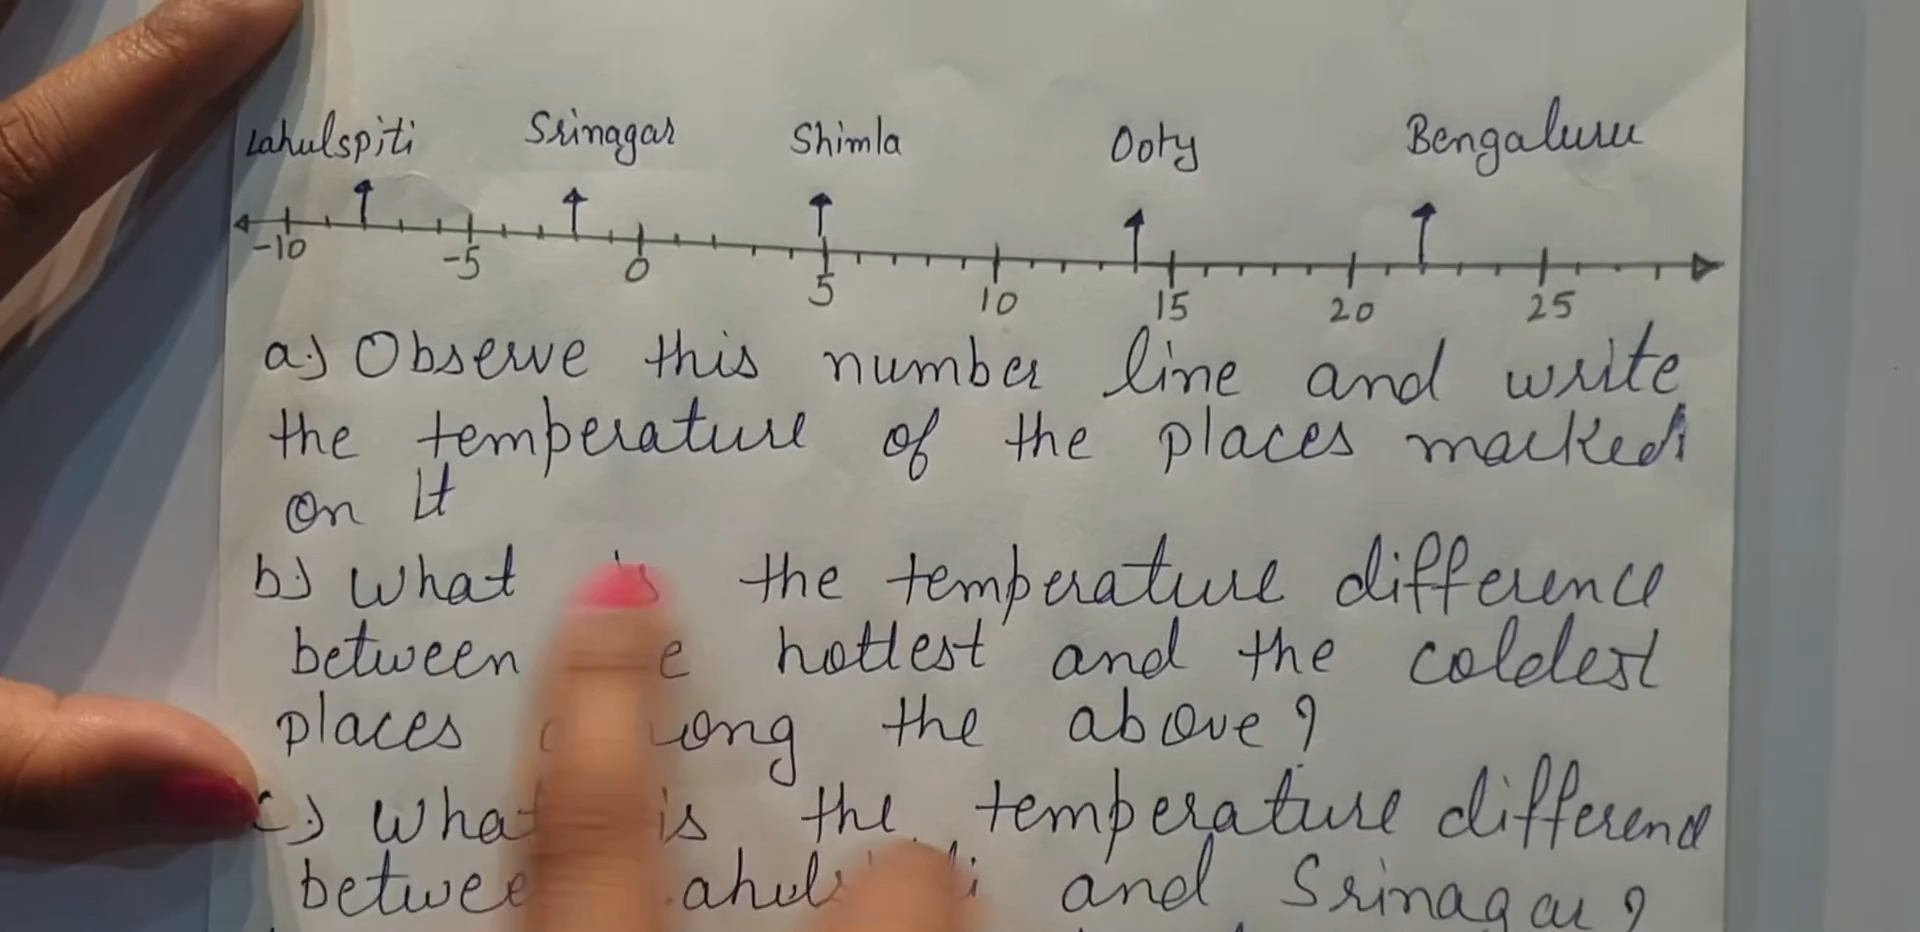 Lahulspiti Srinagar Shimla Ooty Bengaluru
-10 -5 0 5 10 15 20 25
a.) Observe this number line and write
the temperature of the places marked
on it
b.) What is the temperature difference
between hottest and the coldest
places the above?
c.) What is the temperature difference
between and Srinagar?